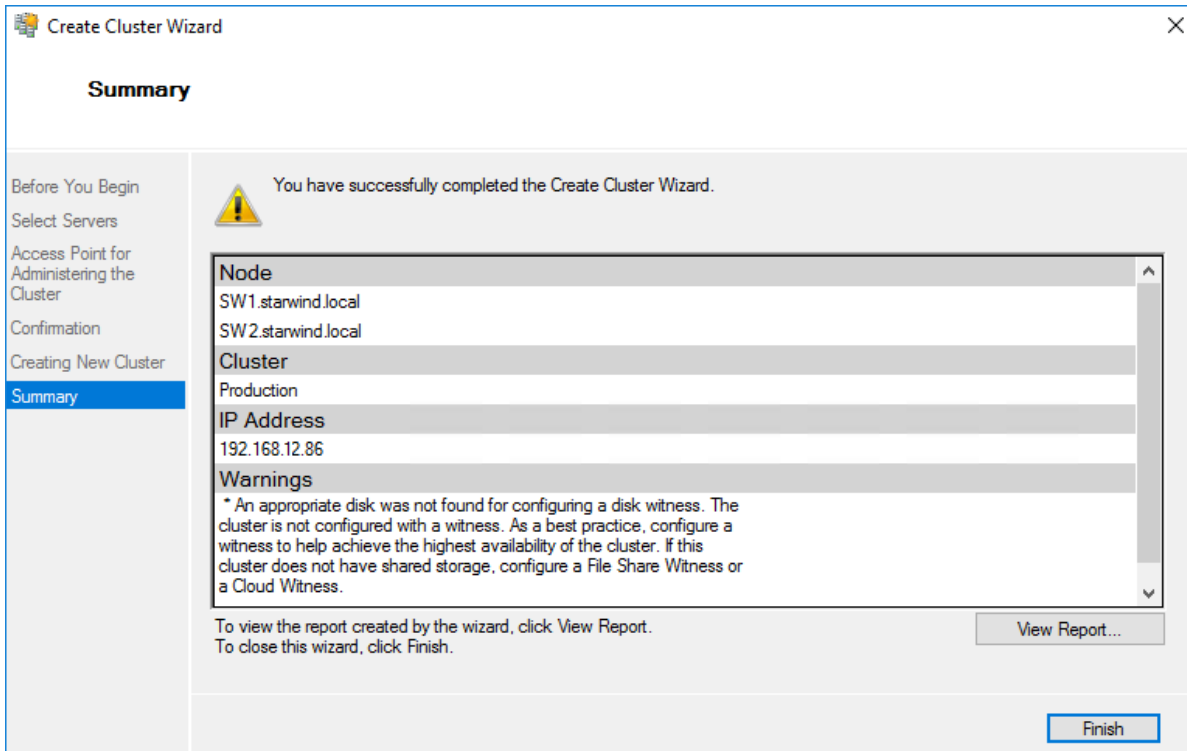 Create Cluster Wizard
Summary
Before You Begin
Select Servers
Access Point for
Administering the
Cluster
Confirmation
Creating New Cluster
Summary
You have successfully completed the Create Cluster Wizard.
Node
SW1.starwind.local
SW2.starwind.local
Cluster
Production
IP Address
192.168.12.86
Warnings
* An appropriate disk was not found for configuring a disk witness. The
cluster is not configured with a witness. As a best practice, configure a
witness to help achieve the highest availability of the cluster. If this
cluster does not have shared storage, configure a File Share Witness or
a Cloud Witness.
To view the report created by the wizard, click View Report.
To close this wizard, click Finish.
View Report...
Finish